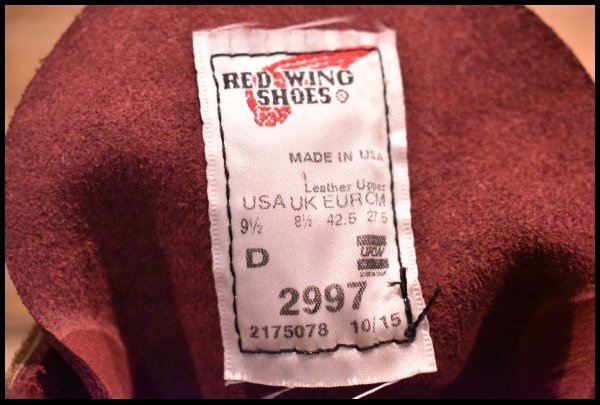 RED WING
SHOES®
MADE IN USA
Leather Upper
USA UK EUR CM
9½ 8½ 42.5 27.5
D
UFCW
2997
2175078 10/15